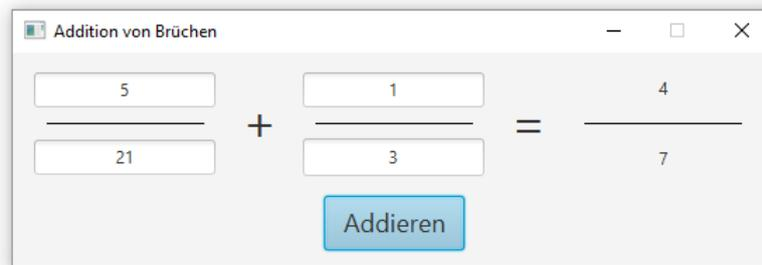 Addition von Brüchen
5 1 4
+ =
21 3 7
Addieren